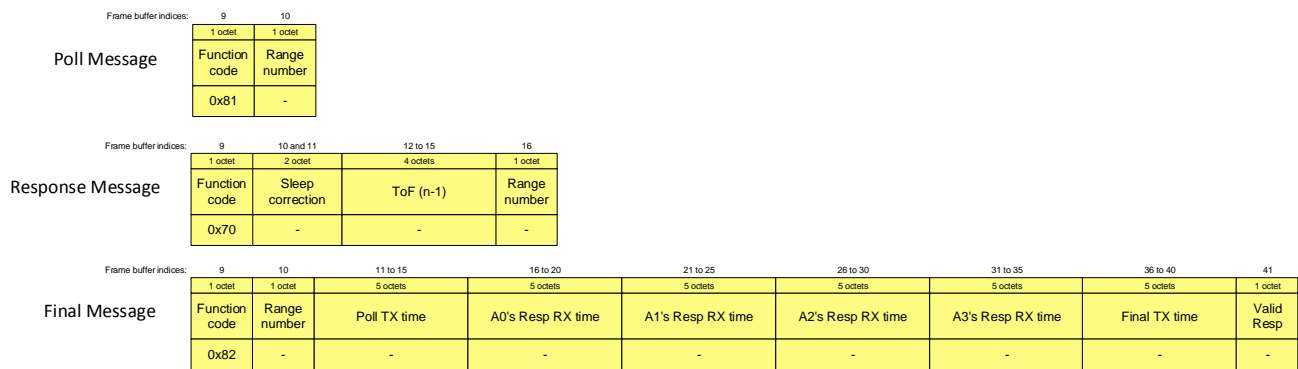 Frame buffer indices: 9 10
1 octet 1 octet
Poll Message
Function code Range number
0x81 -
Frame buffer indices: 9 10 and 11 12 to 15 16
1 octet 2 octet 4 octets 1 octet
Response Message
Function code Sleep correction ToF (n-1) Range number
0x70 - - -
Frame buffer indices: 9 10 11 to 15 16 to 20 21 to 25 26 to 30 31 to 35 36 to 40 41
1 octet 1 octet 5 octets 5 octets 5 octets 5 octets 5 octets 5 octets 1 octet
Final Message
Function code Range number Poll TX time A0's Resp RX time A1's Resp RX time A2's Resp RX time A3's Resp RX time Final TX time Valid Resp
0x82 - - - - - - - -